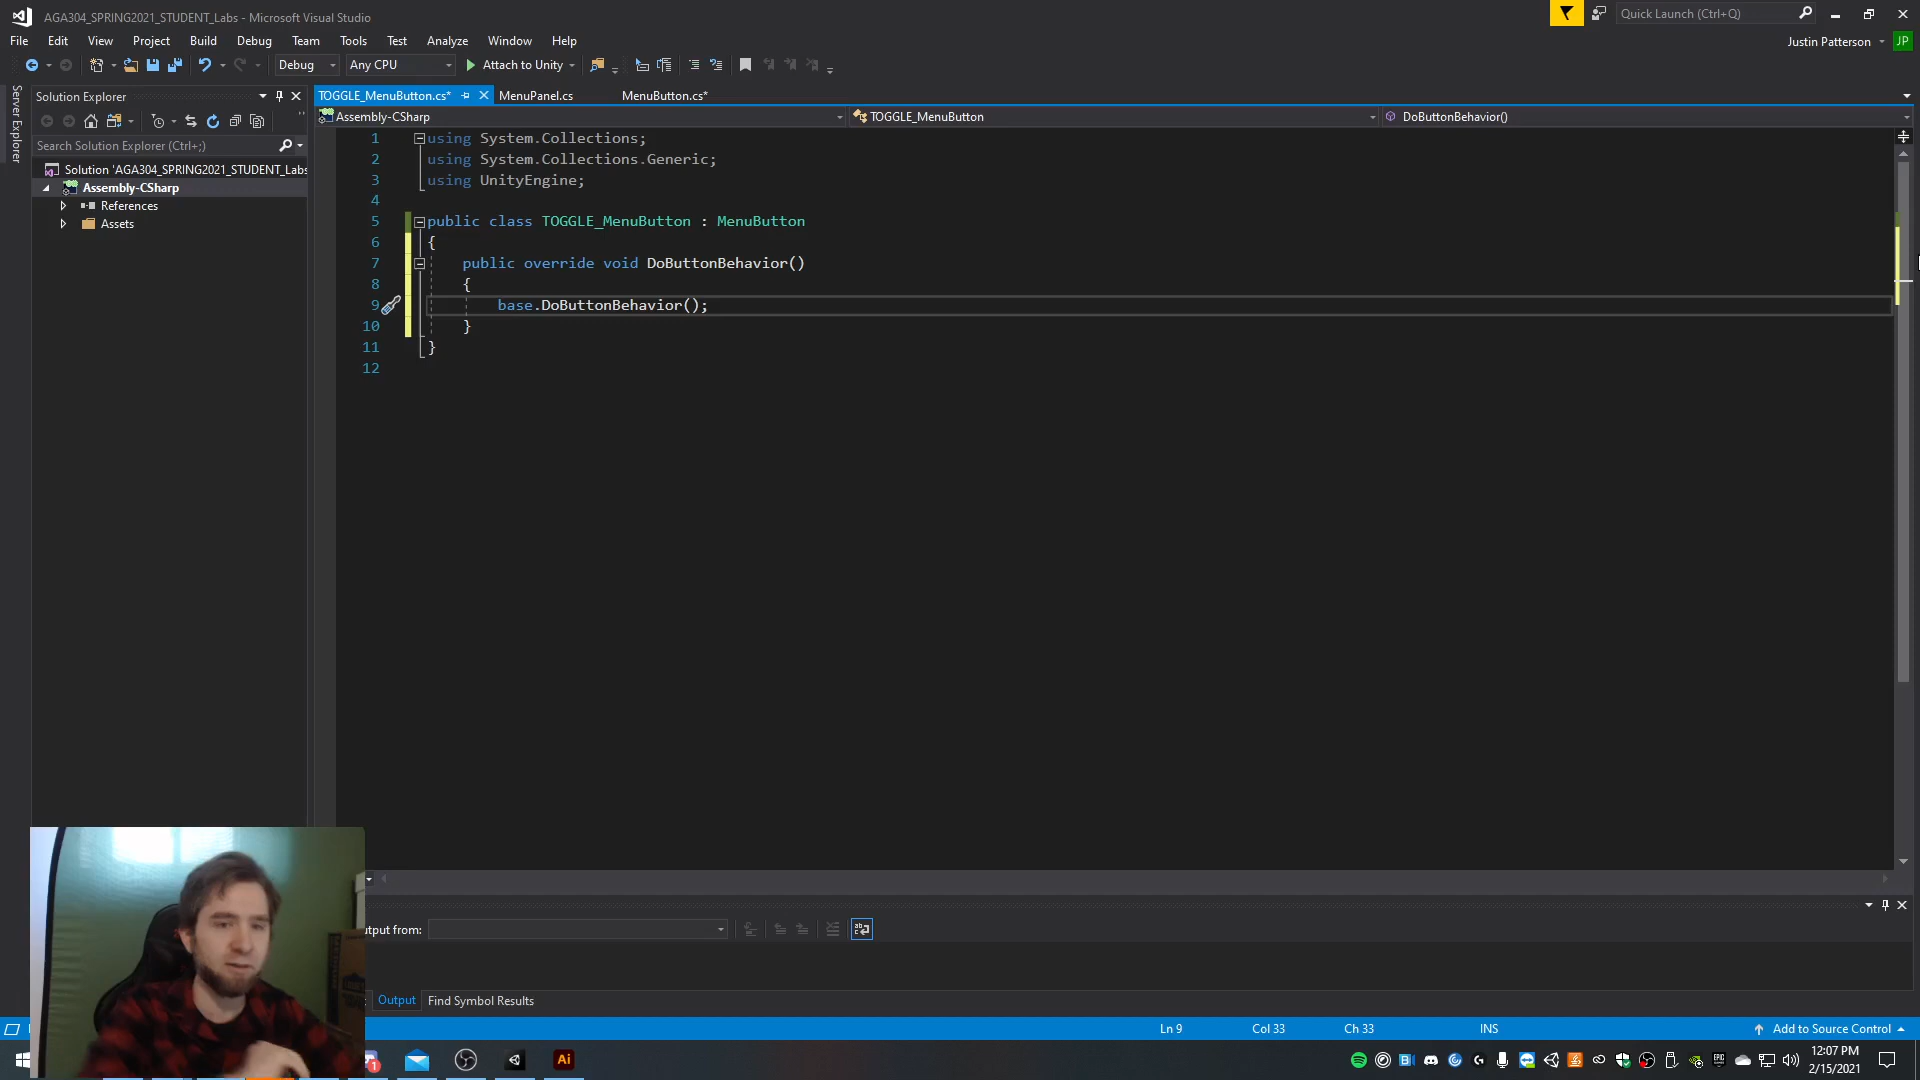 AGA304_SPRING2021_STUDENT_Labs - Microsoft Visual Studio
Quick Launch (Ctrl+Q)
File Edit View Project Build Debug Team Tools Test Analyze Window Help
Justin Patterson JP
Debug Any CPU Attach to Unity
Server Explorer
Solution Explorer
TOGGLE_MenuButton.cs* MenuPanel.cs MenuButton.cs*
Assembly-CSharp TOGGLE_MenuButton DoButtonBehavior()
Search Solution Explorer (Ctrl+;)
Solution 'AGA304_SPRING2021_STUDENT_Labs
Assembly-CSharp
References
Assets
1 using System.Collections;
2 using System.Collections.Generic;
3 using UnityEngine;
4
5 public class TOGGLE_MenuButton : MenuButton
6 {
7 public override void DoButtonBehavior()
8 {
9 base.DoButtonBehavior();
10 }
11 }
12
utput from:
Output Find Symbol Results
Ln 9 Col 33 Ch 33 INS Add to Source Control
1 Ai
12:07 PM
2/15/2021